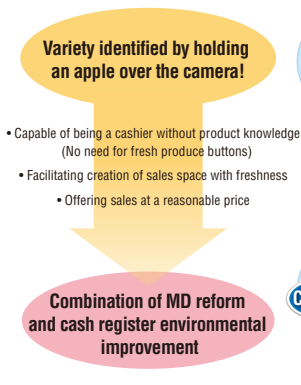 Variety identified by holding
an apple over the camera!
• Capable of being a cashier without product knowledge
(No need for fresh produce buttons)
• Facilitating creation of sales space with freshness
• Offering sales at a reasonable price
Combination of MD reform
and cash register environmental
improvement